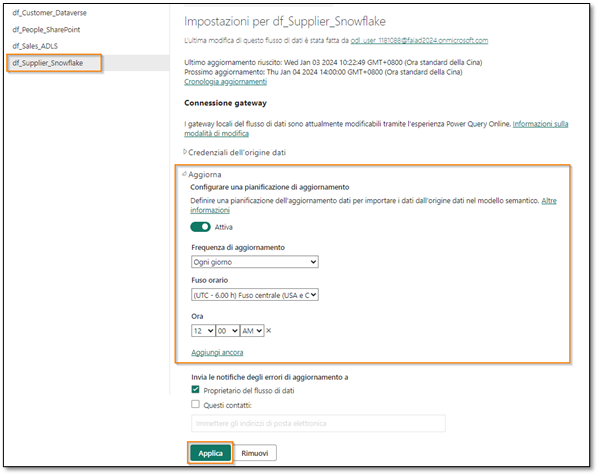 df_Customer_Dataverse
df_People_SharePoint
df_Sales_ADLS
df_Supplier_Snowflake
Impostazioni per df_Supplier_Snowflake
L'ultima modifica di questo flusso di dati è stata fatta da odl_user_1181088@faiad2024.onmicrosoft.com
Ultimo aggiornamento riuscito: Wed Jan 03 2024 10:22:49 GMT+0800 (Ora standard della Cina)
Prossimo aggiornamento: Thu Jan 04 2024 14:00:00 GMT+0800 (Ora standard della Cina)
Cronologia aggiornamenti
Connessione gateway
I gateway locali del flusso di dati sono attualmente modificabili tramite l'esperienza Power Query Online. Informazioni sulla
modalità di modifica
Credenziali dell'origine dati
Aggiorna
Configurare una pianificazione di aggiornamento
Definire una pianificazione dell'aggiornamento dati per importare i dati dall'origine dati nel modello semantico. Altre
informazioni
Attiva
Frequenza di aggiornamento
Ogni giorno
Fuso orario
(UTC - 6.00 h) Fuso centrale (USA e C
Ora
12 00 AM ×
Aggiungi ancora
Invia le notifiche degli errori di aggiornamento a
Proprietario del flusso di dati
Questi contatti:
Immettere gli indirizzi di posta elettronica
Applica Rimuovi